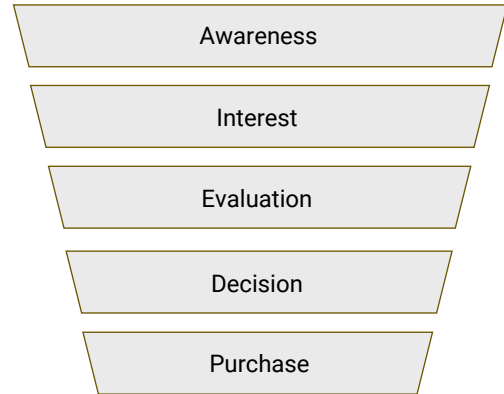 Awareness
Interest
Evaluation
Decision
Purchase